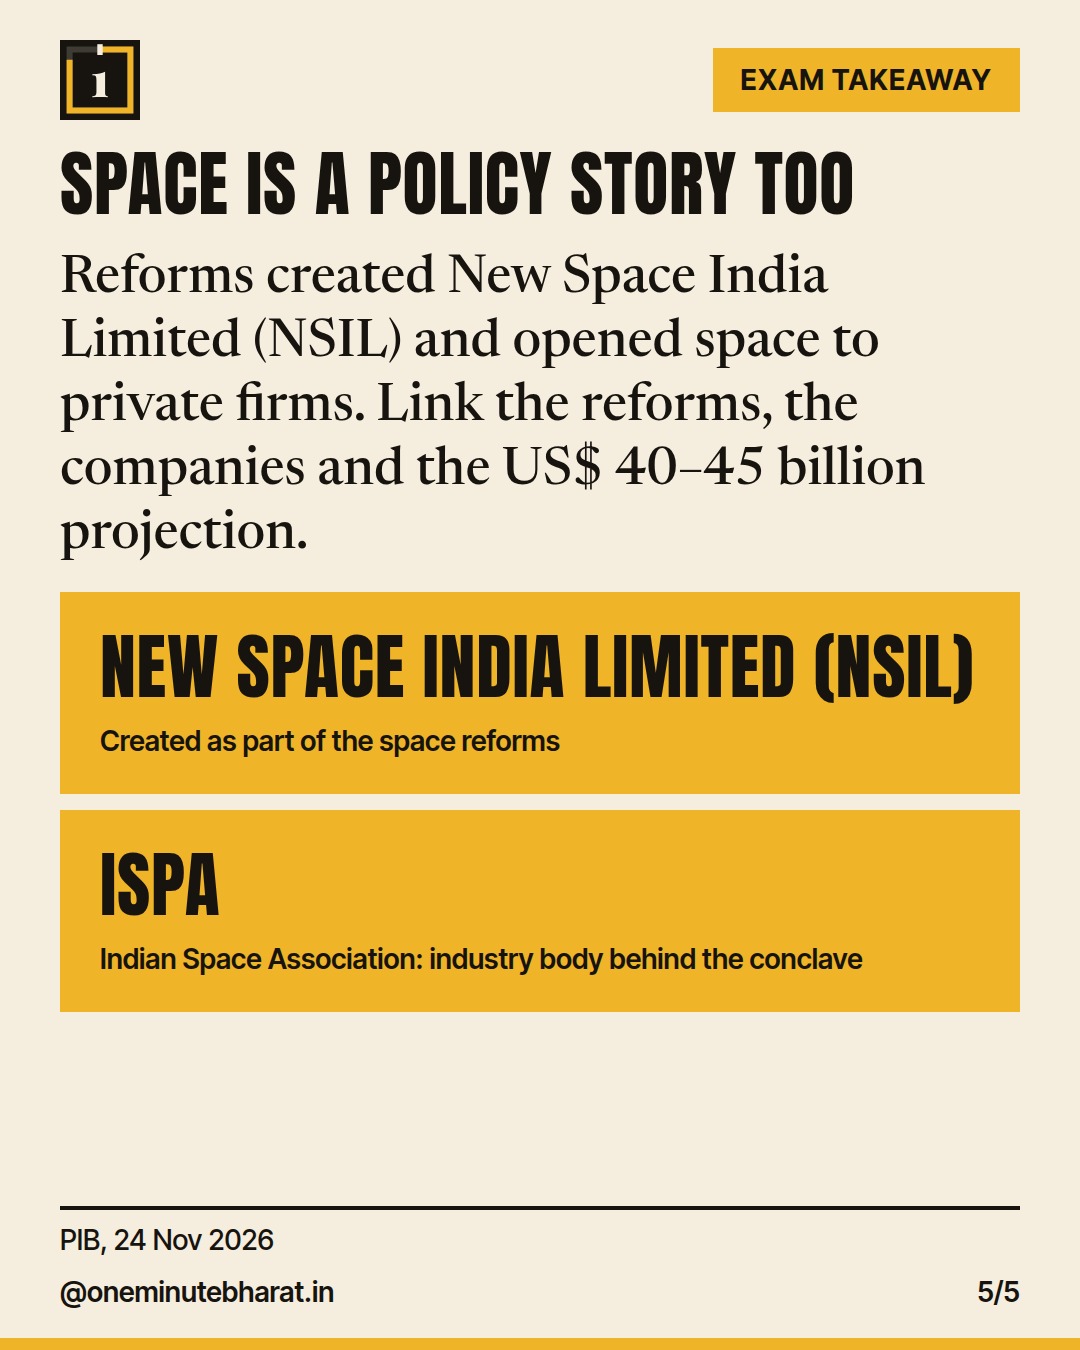 1
EXAM TAKEAWAY
SPACE IS A POLICY STORY TOO
Reforms created New Space India
Limited (NSIL) and opened space to
private firms. Link the reforms, the
companies and the US$ 40–45 billion
projection.
NEW SPACE INDIA LIMITED (NSIL)
Created as part of the space reforms
ISPA
Indian Space Association: industry body behind the conclave
PIB, 24 Nov 2026
@oneminutebharat.in
5/5